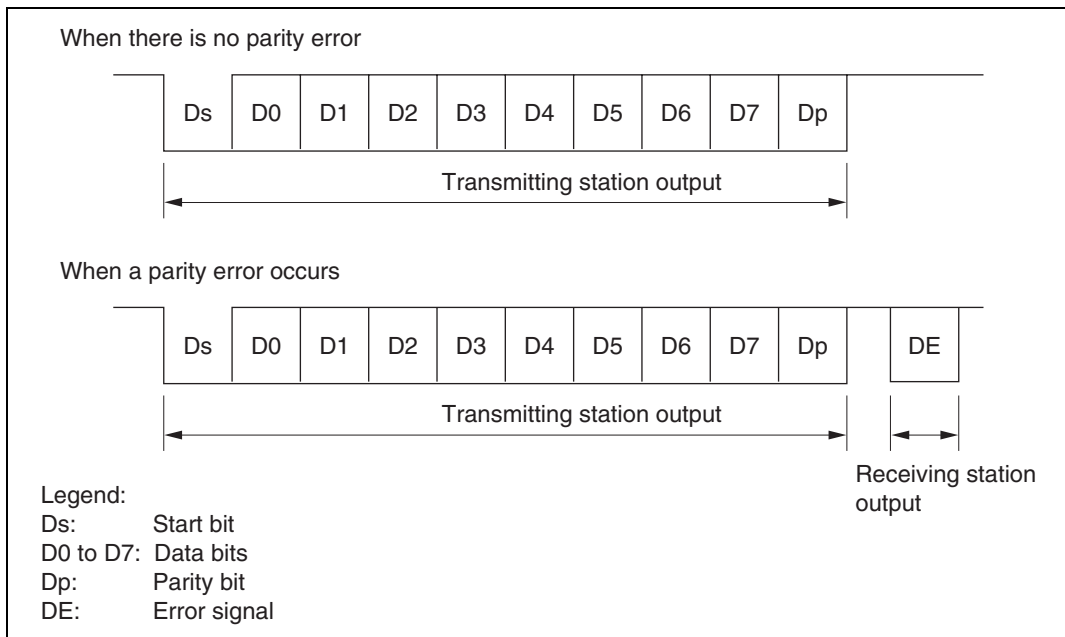 When there is no parity error
Ds D0 D1 D2 D3 D4 D5 D6 D7 Dp
Transmitting station output
When a parity error occurs
Ds D0 D1 D2 D3 D4 D5 D6 D7 Dp DE
Transmitting station output
Receiving station
output
Legend:
Ds: Start bit
D0 to D7: Data bits
Dp: Parity bit
DE: Error signal